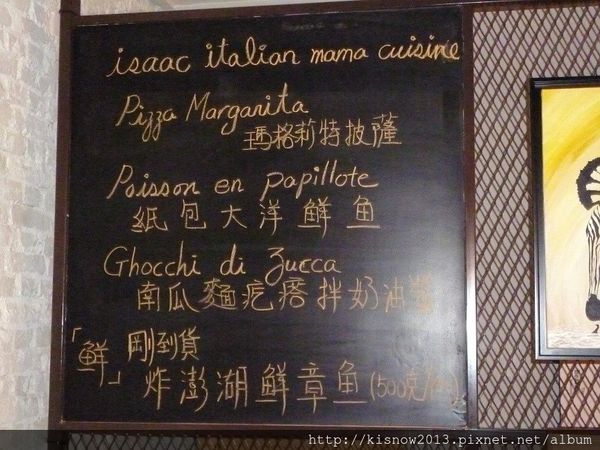 isaac italian mama cuisine
Pizza Margarita
瑪格莉特披薩
Poisson en papillote
紙包大洋鮮魚
Ghocchi di Zucca
南瓜麵疙瘩拌奶油醬
「鮮」剛到貨
炸澎湖鮮章魚(500克
http://kisnow2013.pixnet.net/album